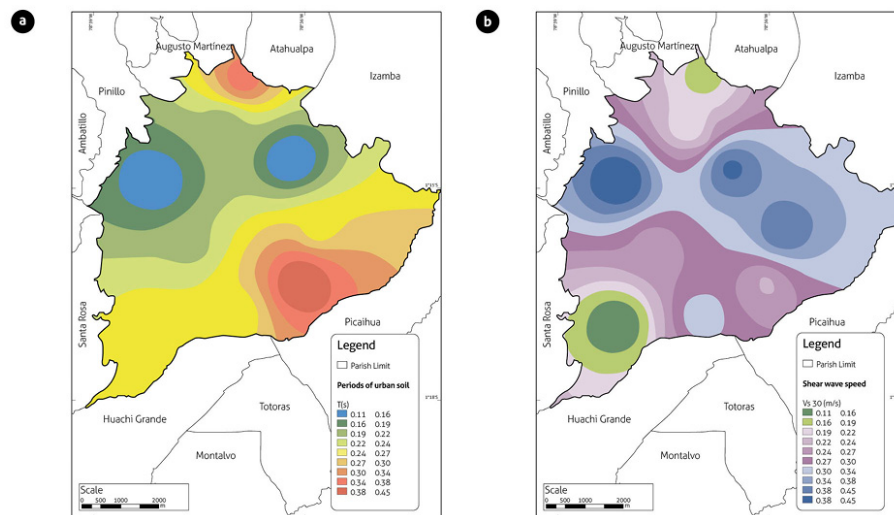 a
Augusto Martínez
Atahualpa
Izamba
Pinillo
Ambatillo
Santa Rosa
Picaihua
Huachi Grande
Totoras
Montalvo
Legend
Parish Limit
Periods of urban soil
T(s)
0.11 0.16
0.16 0.19
0.19 0.22
0.22 0.24
0.24 0.27
0.27 0.30
0.30 0.34
0.34 0.38
0.38 0.45
Scale
0 500 1000 2000
m
b
Augusto Martínez
Atahualpa
Izamba
Pinillo
Ambatillo
Santa Rosa
Picaihua
Huachi Grande
Totoras
Montalvo
Legend
Parish Limit
Shear wave speed
Vs 30 (m/s)
0.11 0.16
0.16 0.19
0.19 0.22
0.22 0.24
0.24 0.27
0.27 0.30
0.30 0.34
0.34 0.38
0.38 0.45
0.38 0.45
Scale
0 500 1000 2000
m